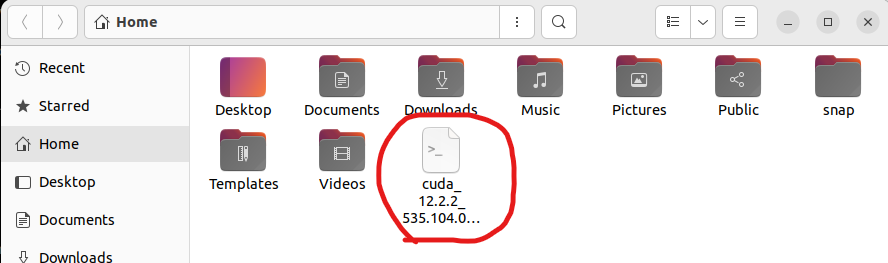 Home
Recent
Starred
Home
Desktop
Documents
Downloads
Desktop
Documents
Downloads
Music
Pictures
Public
snap
Templates
Videos
>_
cuda_
12.2.2_
535.104.0...